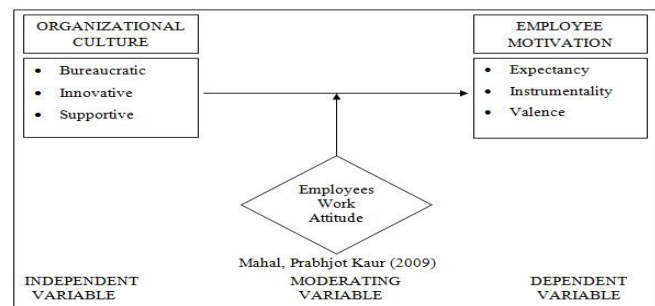 ORGANIZATIONAL
CULTURE
• Bureaucratic
• Innovative
• Supportive
EMPLOYEE
MOTIVATION
• Expectancy
• Instrumentality
• Valence
Employees
Work
Attitude
Mahal, Prabhjot Kaur (2009)
INDEPENDENT
VARIABLE
MODERATING
VARIABLE
DEPENDENT
VARIABLE